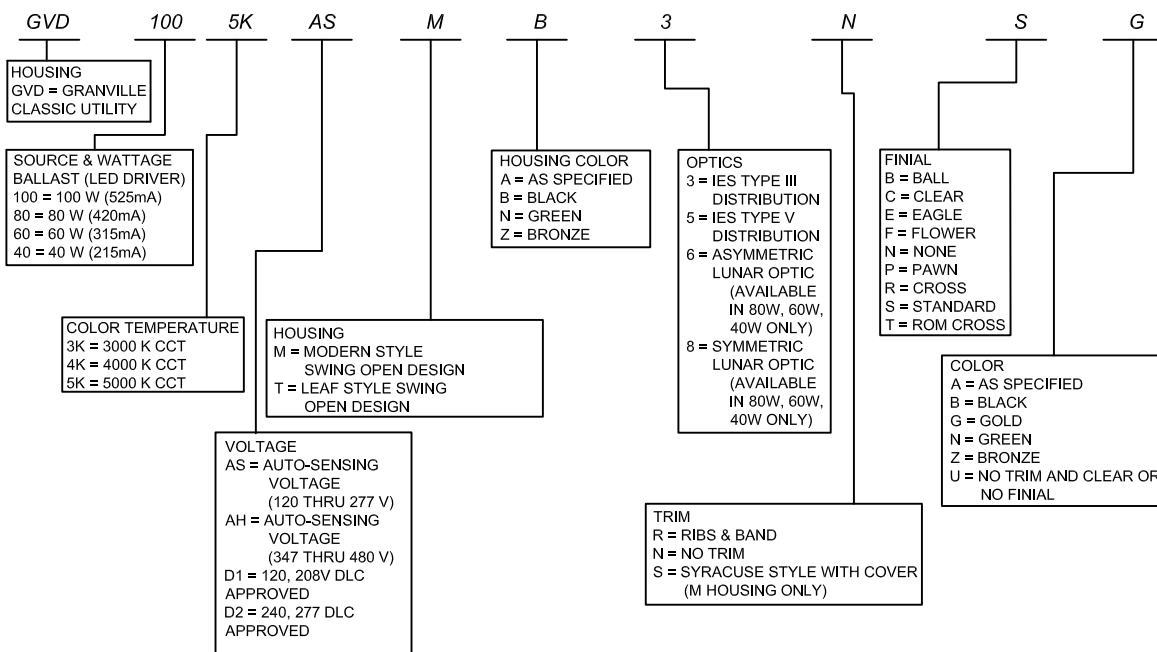 GVD 100 5K AS M B 3 N S G
HOUSING
GVD = GRANVILLE
CLASSIC UTILITY
SOURCE & WATTAGE
BALLAST (LED DRIVER)
100 = 100 W (525mA)
80 = 80 W (420mA)
60 = 60 W (315mA)
40 = 40 W (215mA)
COLOR TEMPERATURE
3K = 3000 K CCT
4K = 4000 K CCT
5K = 5000 K CCT
VOLTAGE
AS = AUTO-SENSING
VOLTAGE
(120 THRU 277 V)
AH = AUTO-SENSING
VOLTAGE
(347 THRU 480 V)
D1 = 120, 208V DLC
APPROVED
D2 = 240, 277 DLC
APPROVED
HOUSING
M = MODERN STYLE
SWING OPEN DESIGN
T = LEAF STYLE SWING
OPEN DESIGN
HOUSING COLOR
A = AS SPECIFIED
B = BLACK
N = GREEN
Z = BRONZE
OPTICS
3 = IES TYPE III
DISTRIBUTION
5 = IES TYPE V
DISTRIBUTION
6 = ASYMMETRIC
LUNAR OPTIC
(AVAILABLE
IN 80W, 60W,
40W ONLY)
8 = SYMMETRIC
LUNAR OPTIC
(AVAILABLE
IN 80W, 60W,
40W ONLY)
TRIM
R = RIBS & BAND
N = NO TRIM
S = SYRACUSE STYLE WITH COVER
(M HOUSING ONLY)
FINIAL
B = BALL
C = CLEAR
E = EAGLE
F = FLOWER
N = NONE
P = PAWN
R = CROSS
S = STANDARD
T = ROM CROSS
COLOR
A = AS SPECIFIED
B = BLACK
G = GOLD
N = GREEN
Z = BRONZE
U = NO TRIM AND CLEAR OR
NO FINIAL